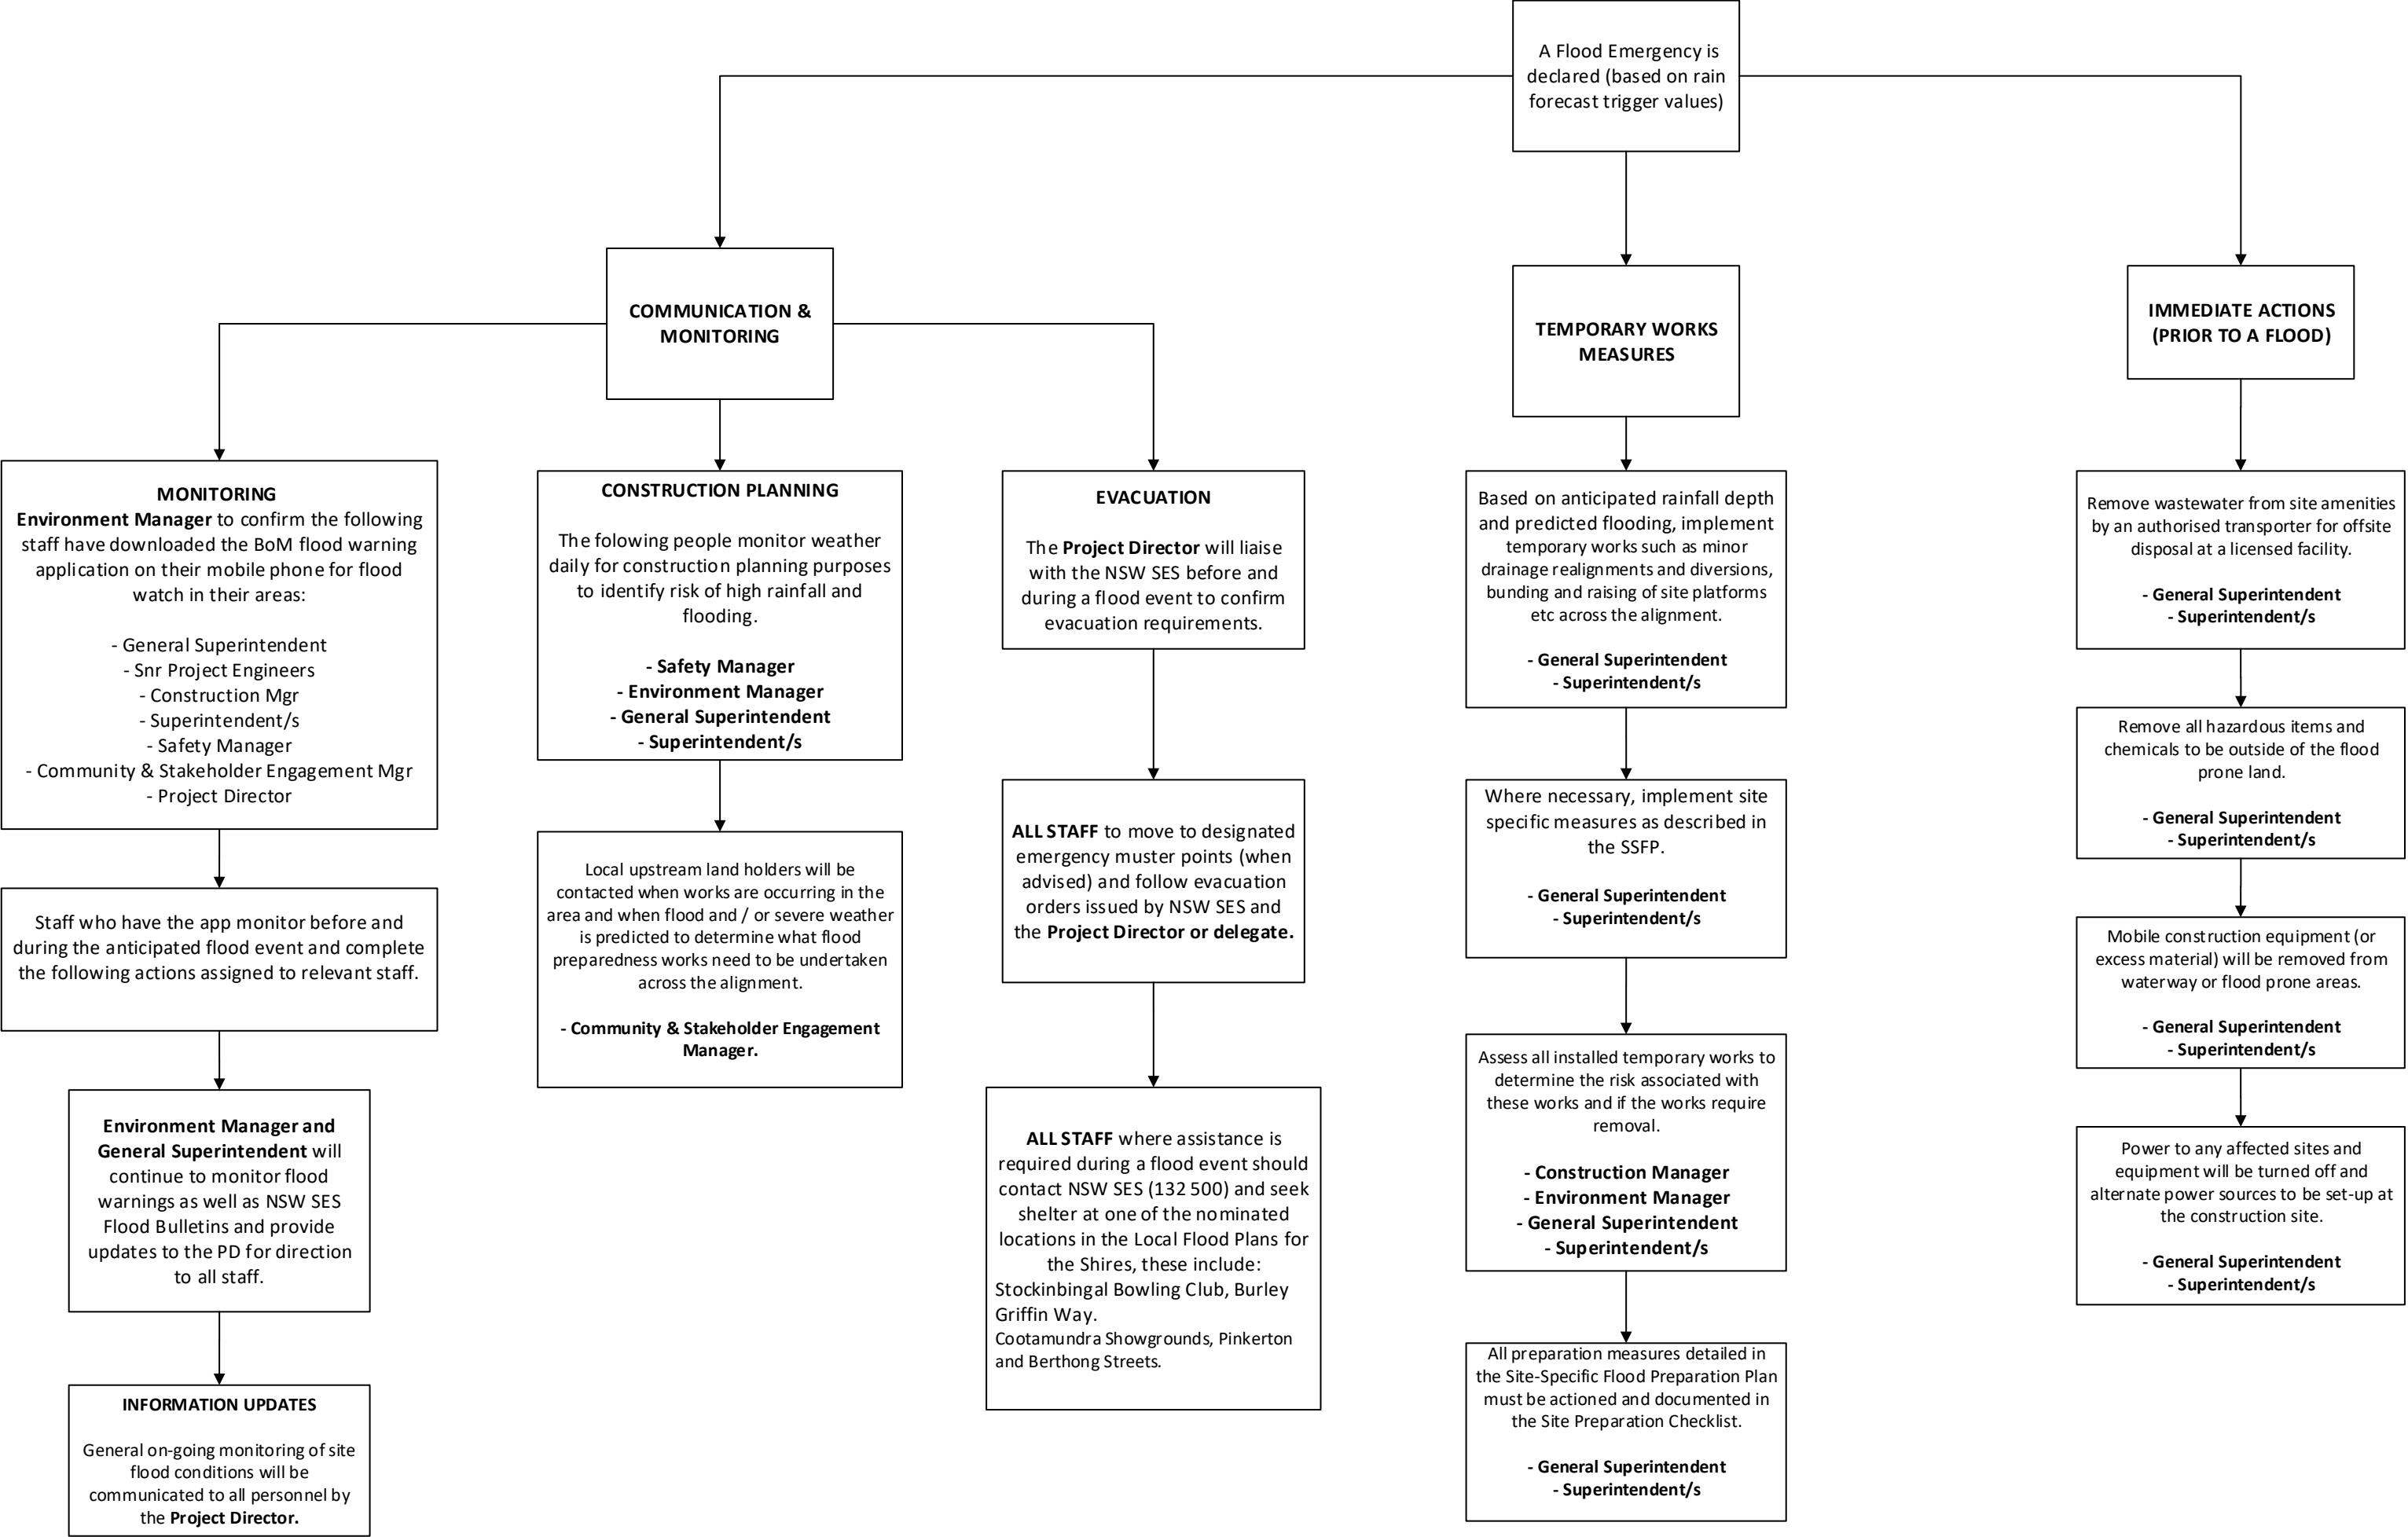 A Flood Emergency is
declared (based on rain
forecast trigger values)
COMMUNICATION &
MONITORING
TEMPORARY WORKS
MEASURES
IMMEDIATE ACTIONS
(PRIOR TO A FLOOD)
MONITORING
Environment Manager to confirm the following
staff have downloaded the BoM flood warning
application on their mobile phone for flood
watch in their areas:
- General Superintendent
- Snr Project Engineers
- Construction Mgr
- Superintendent/s
- Safety Manager
- Community & Stakeholder Engagement Mgr
- Project Director
Staff who have the app monitor before and
during the anticipated flood event and complete
the following actions assigned to relevant staff.
Environment Manager and
General Superintendent will
continue to monitor flood
warnings as well as NSW SES
Flood Bulletins and provide
updates to the PD for direction
to all staff.
INFORMATION UPDATES
General on-going monitoring of site
flood conditions will be
communicated to all personnel by
the Project Director.
CONSTRUCTION PLANNING
The folowing people monitor weather
daily for construction planning purposes
to identify risk of high rainfall and
flooding.
- Safety Manager
- Environment Manager
- General Superintendent
- Superintendent/s
Local upstream land holders will be
contacted when works are occurring in the
area and when flood and / or severe weather
is predicted to determine what flood
preparedness works need to be undertaken
across the alignment.
- Community & Stakeholder Engagement
Manager.
EVACUATION
The Project Director will liaise
with the NSW SES before and
during a flood event to confirm
evacuation requirements.
ALL STAFF to move to designated
emergency muster points (when
advised) and follow evacuation
orders issued by NSW SES and
the Project Director or delegate.
ALL STAFF where assistance is
required during a flood event should
contact NSW SES (132 500) and seek
shelter at one of the nominated
locations in the Local Flood Plans for
the Shires, these include:
Stockinbingal Bowling Club, Burley
Griffin Way.
Cootamundra Showgrounds, Pinkerton
and Berthong Streets.
Based on anticipated rainfall depth
and predicted flooding, implement
temporary works such as minor
drainage realignments and diversions,
bunding and raising of site platforms
etc across the alignment.
- General Superintendent
- Superintendent/s
Where necessary, implement site
specific measures as described in
the SSFP.
- General Superintendent
- Superintendent/s
Assess all installed temporary works to
determine the risk associated with
these works and if the works require
removal.
- Construction Manager
- Environment Manager
- General Superintendent
- Superintendent/s
All preparation measures detailed in
the Site-Specific Flood Preparation Plan
must be actioned and documented in
the Site Preparation Checklist.
- General Superintendent
- Superintendent/s
Remove wastewater from site amenities
by an authorised transporter for offsite
disposal at a licensed facility.
- General Superintendent
- Superintendent/s
Remove all hazardous items and
chemicals to be outside of the flood
prone land.
- General Superintendent
- Superintendent/s
Mobile construction equipment (or
excess material) will be removed from
waterway or flood prone areas.
- General Superintendent
- Superintendent/s
Power to any affected sites and
equipment will be turned off and
alternate power sources to be set-up at
the construction site.
- General Superintendent
- Superintendent/s